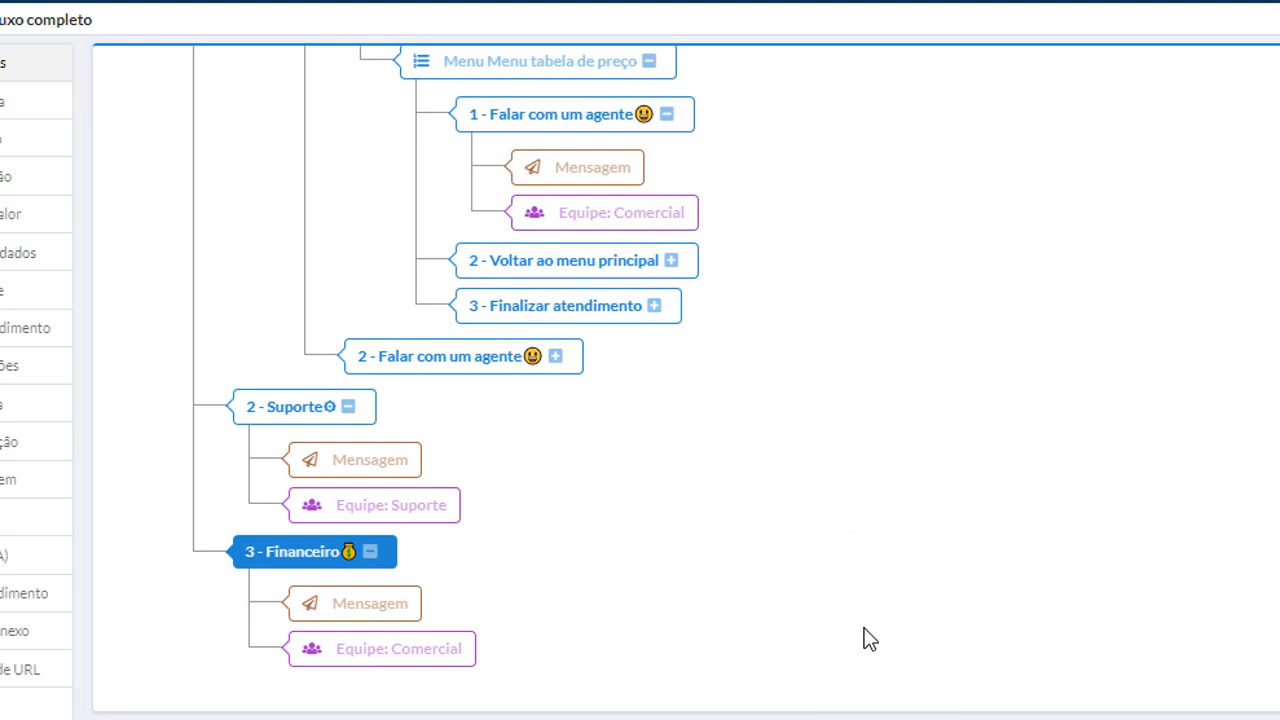 uxo completo
s
a
o
ão
alor
dados
e
dimento
ões
a
ção
em
A)
dimento
nexo
de URL
Menu Menu tabela de preço
1 - Falar com um agente
Mensagem
Equipe: Comercial
2 - Voltar ao menu principal
3 - Finalizar atendimento
2 - Falar com um agente
2 - Suporte
Mensagem
Equipe: Suporte
3 - Financeiro
Mensagem
Equipe: Comercial